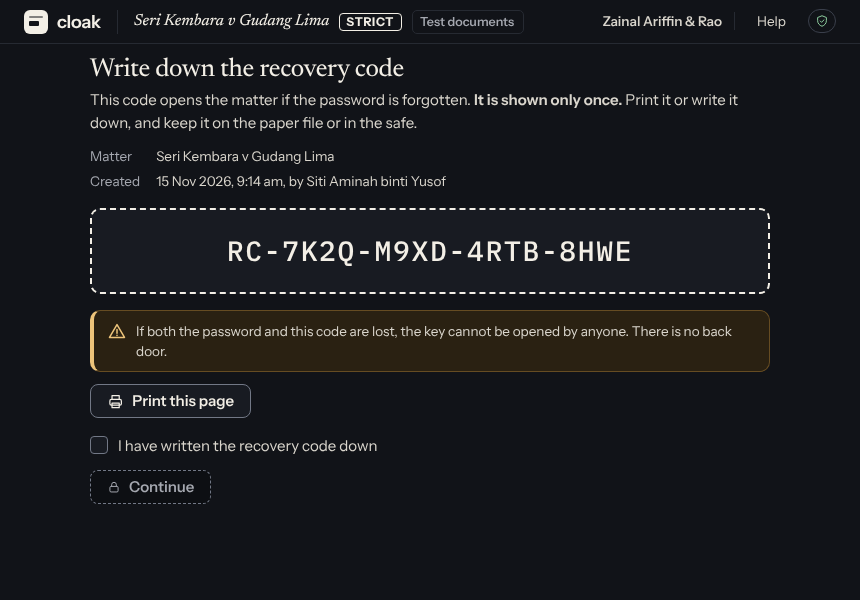 cloak
Seri Kembara v Gudang Lima
STRICT
Test documents
Zainal Ariffin & Rao
Help
Write down the recovery code
This code opens the matter if the password is forgotten. It is shown only once. Print it or write it
down, and keep it on the paper file or in the safe.
Matter Seri Kembara v Gudang Lima
Created 15 Nov 2026, 9:14 am, by Siti Aminah binti Yusof
RC-7K2Q-M9XD-4RTB-8HWE
If both the password and this code are lost, the key cannot be opened by anyone. There is no back
door.
Print this page
I have written the recovery code down
Continue